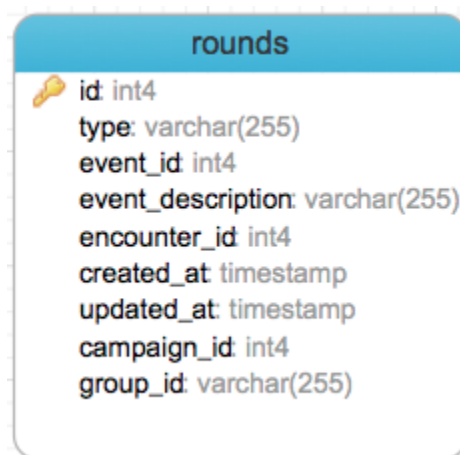 rounds
id: int4
type: varchar(255)
event_id: int4
event_description: varchar(255)
encounter_id: int4
created_at: timestamp
updated_at: timestamp
campaign_id: int4
group_id: varchar(255)